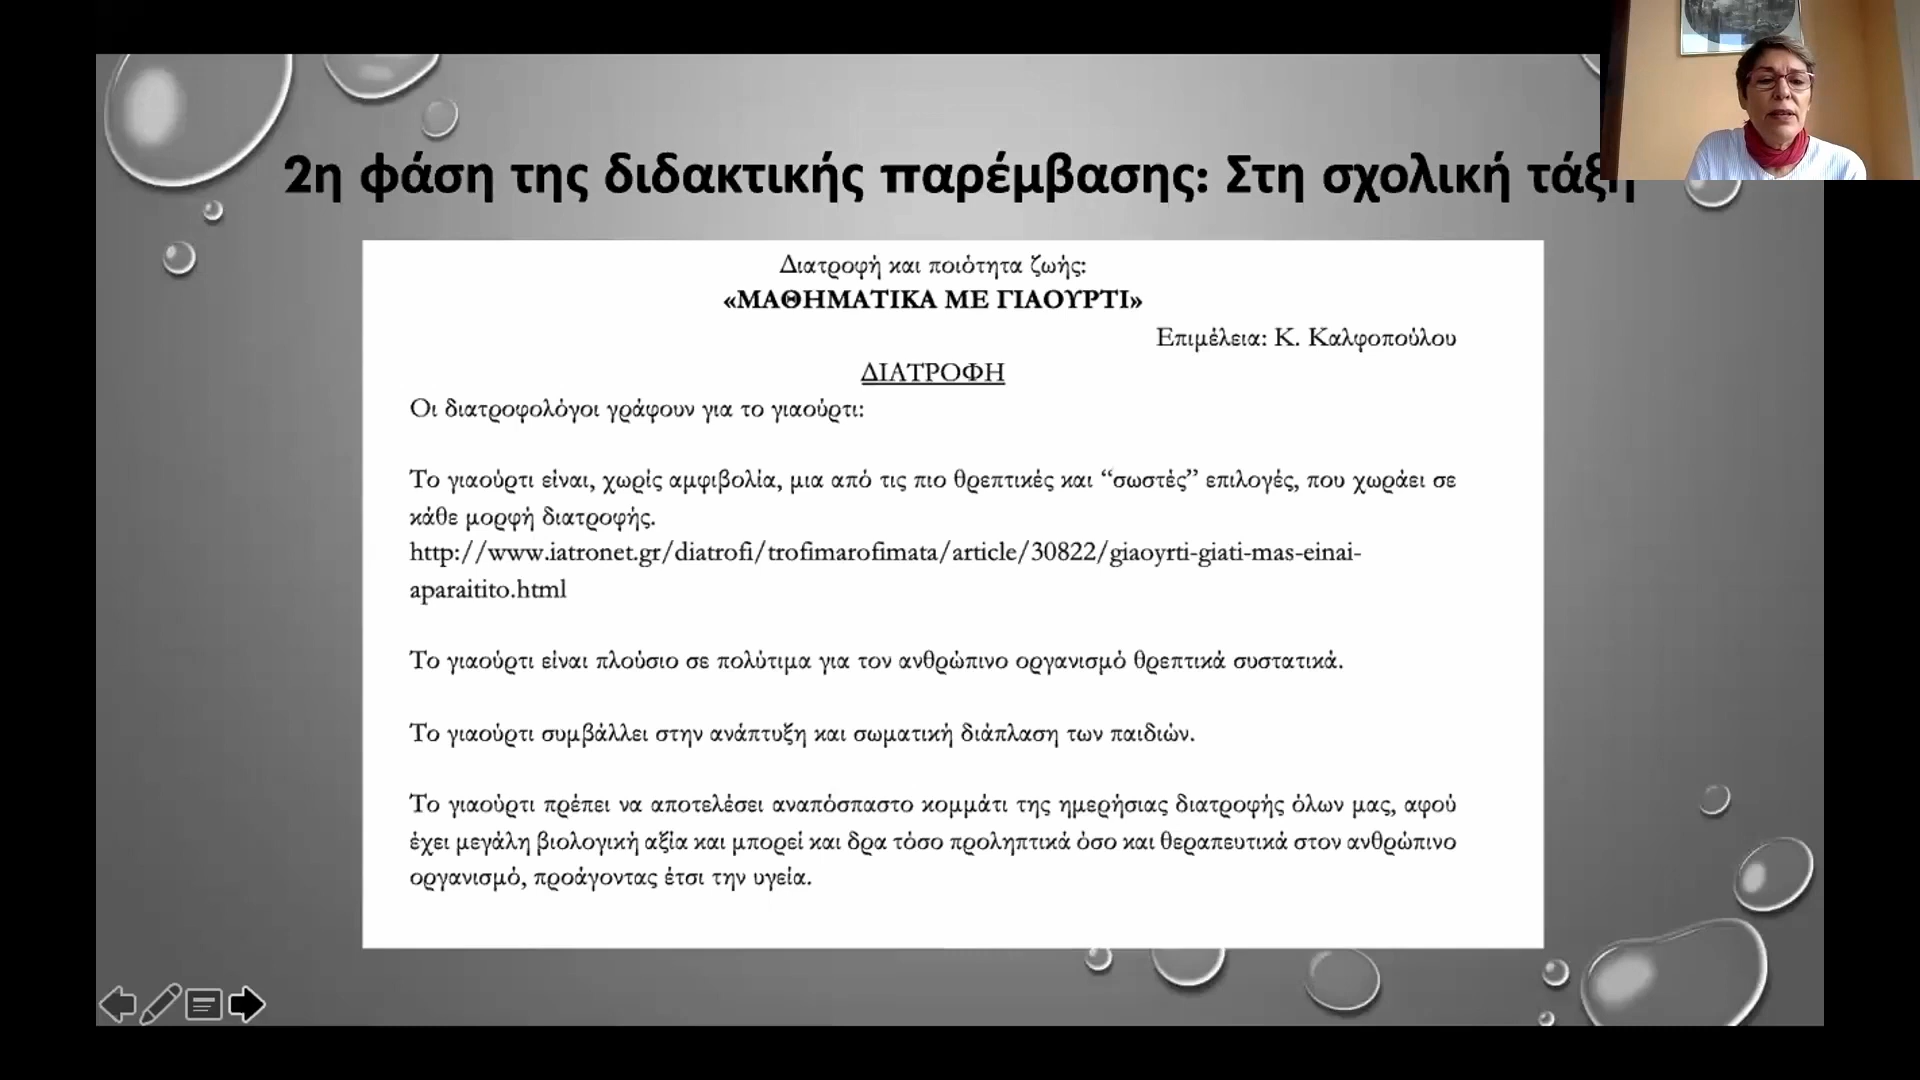 2η φάση της διδακτικής παρέμβασης: Στη σχολική τάξη
Διατροφή και ποιότητα ζωής:
«ΜΑΘΗΜΑΤΙΚΑ ΜΕ ΓΙΑΟΥΡΤΙ»
Επιμέλεια: Κ. Καλφοπούλου
ΔΙΑΤΡΟΦΗ
Οι διατροφολόγοι γράφουν για το γιαούρτι:
Το γιαούρτι είναι, χωρίς αμφιβολία, μια από τις πιο θρεπτικές και “σωστές” επιλογές, που χωράει σε
κάθε μορφή διατροφής.
http://www.iatronet.gr/diatrofi/trofimarofimata/article/30822/giaoyrti-giati-mas-einai-
aparaitito.html
Το γιαούρτι είναι πλούσιο σε πολύτιμα για τον ανθρώπινο οργανισμό θρεπτικά συστατικά.
Το γιαούρτι συμβάλλει στην ανάπτυξη και σωματική διάπλαση των παιδιών.
Το γιαούρτι πρέπει να αποτελέσει αναπόσπαστο κομμάτι της ημερήσιας διατροφής όλων μας, αφού
έχει μεγάλη βιολογική αξία και μπορεί και δρα τόσο προληπτικά όσο και θεραπευτικά στον ανθρώπινο
οργανισμό, προάγοντας έτσι την υγεία.